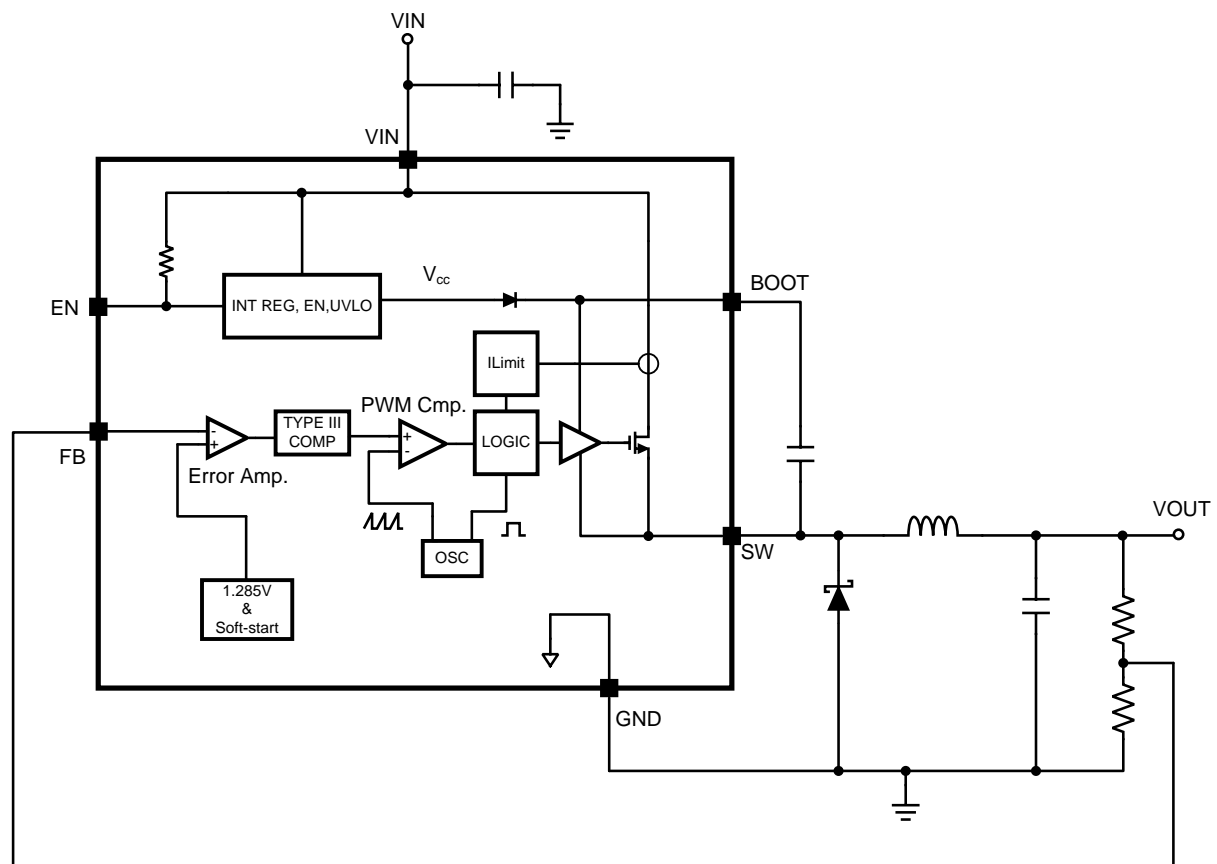 VIN
VIN
V_cc
BOOT
EN
INT REG, EN,UVLO
ILimit
PWM Cmp.
-
+
TYPE III
COMP
+
-
LOGIC
FB
Error Amp.
VOUT
SW
OSC
1.285V
&
Soft-start
GND